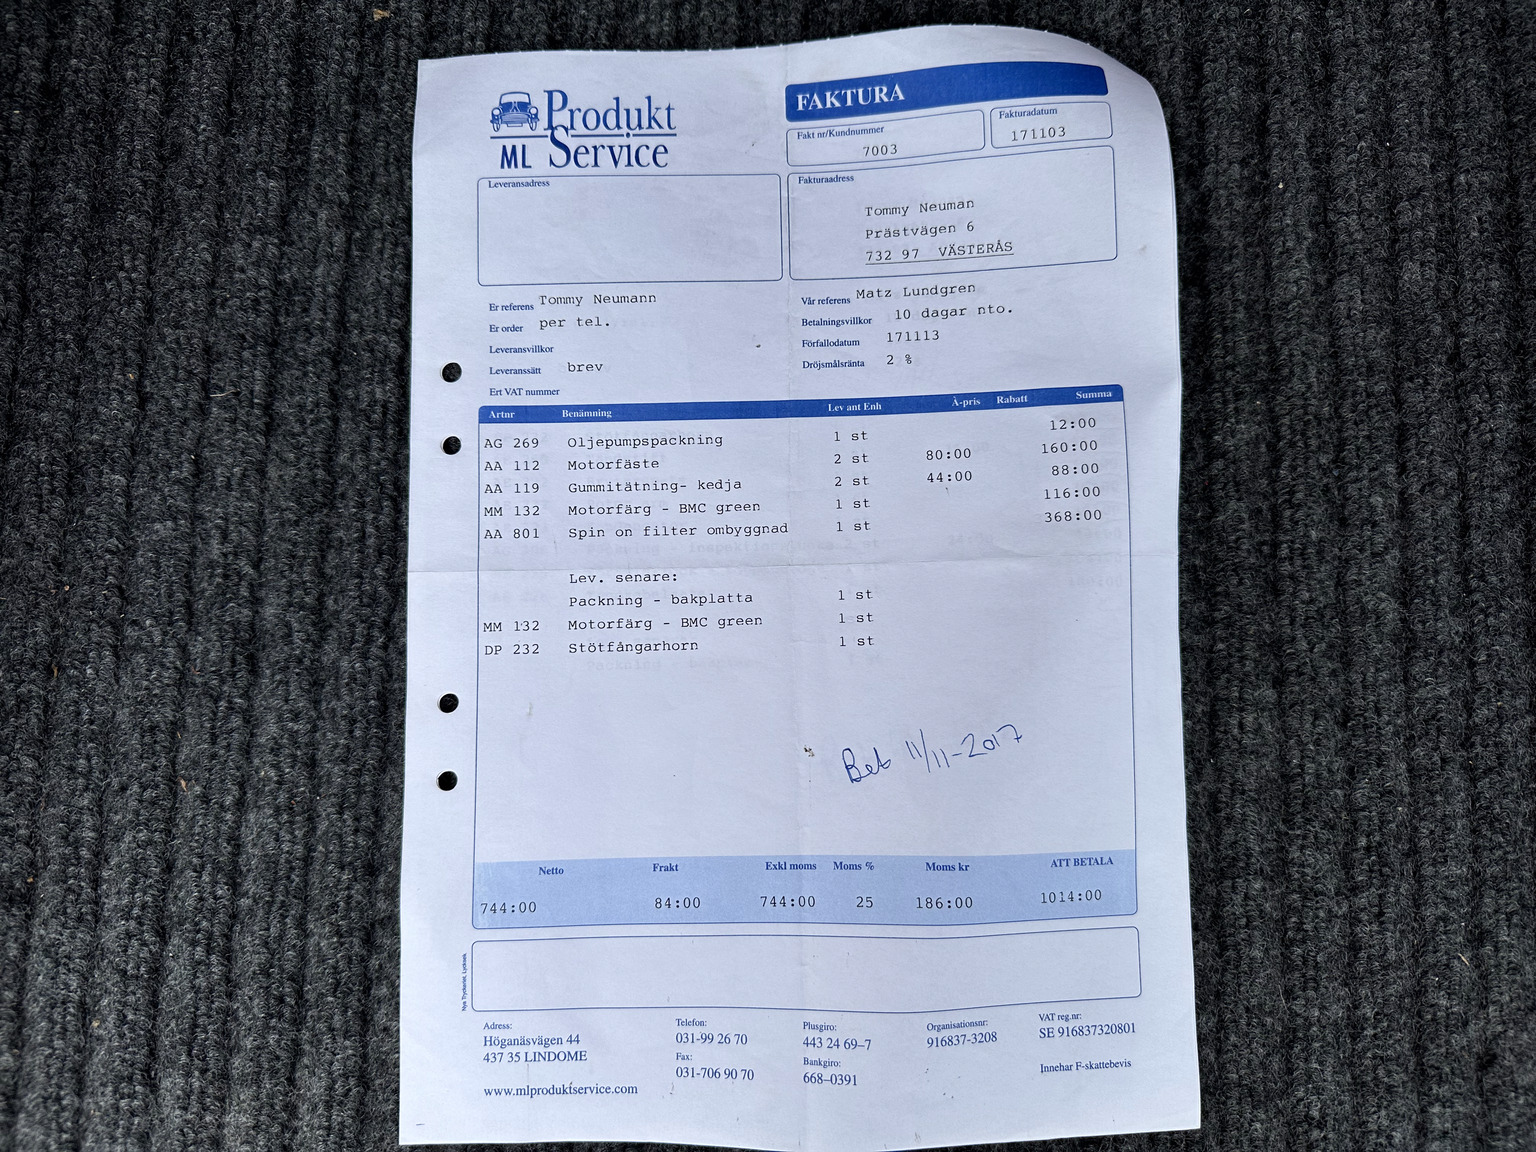 Produkt
ML Service
FAKTURA
Fakt nr/Kundnummer
7003
Fakturadatum
171103
Leveransadress
Fakturaadress
Tommy Neuman
Prästvägen 6
732 97 VÄSTERÅS
Er referens Tommy Neumann
Er order per tel.
Leveransvillkor
Leveranssätt brev
Ert VAT nummer
Vår referens Matz Lundgren
Betalningsvillkor 10 dagar nto.
Förfallodatum 171113
Dröjsmålsränta 2 %
Artnr Benämning Lev ant Enh À-pris Rabatt Summa
AG 269 Oljepumpspackning 1 st 12:00
AA 112 Motorfäste 2 st 80:00 160:00
AA 119 Gummitätning- kedja 2 st 44:00 88:00
MM 132 Motorfärg - BMC green 1 st 116:00
AA 801 Spin on filter ombyggnad 1 st 368:00
Lev. senare:
Packning - bakplatta 1 st
MM 132 Motorfärg - BMC green 1 st
DP 232 Stötfångarhorn 1 st
Bet 11/11-2017
Netto Frakt Exkl moms Moms % Moms kr ATT BETALA
744:00 84:00 744:00 25 186:00 1014:00
Nya Tryckeriet, Lycksele
Adress:
Höganäsvägen 44
437 35 LINDOME
www.mlproduktservice.com
Telefon:
031-99 26 70
Fax:
031-706 90 70
Plusgiro:
443 24 69–7
Bankgiro:
668–0391
Organisationsnr:
916837-3208
VAT reg.nr:
SE 916837320801
Innehar F-skattebevis